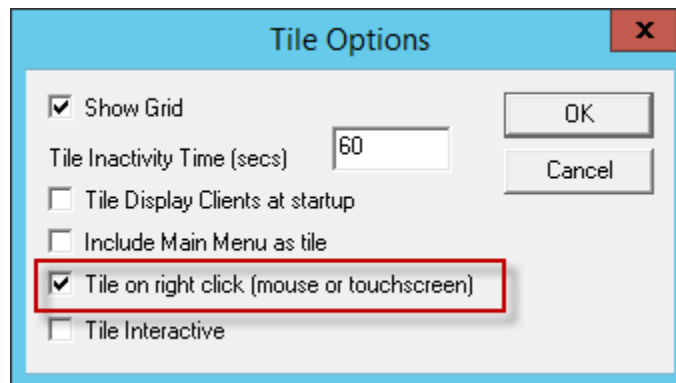 Tile Options
x
Show Grid
OK
Tile Inactivity Time (secs)
60
Cancel
Tile Display Clients at startup
Include Main Menu as tile
Tile on right click (mouse or touchscreen)
Tile Interactive